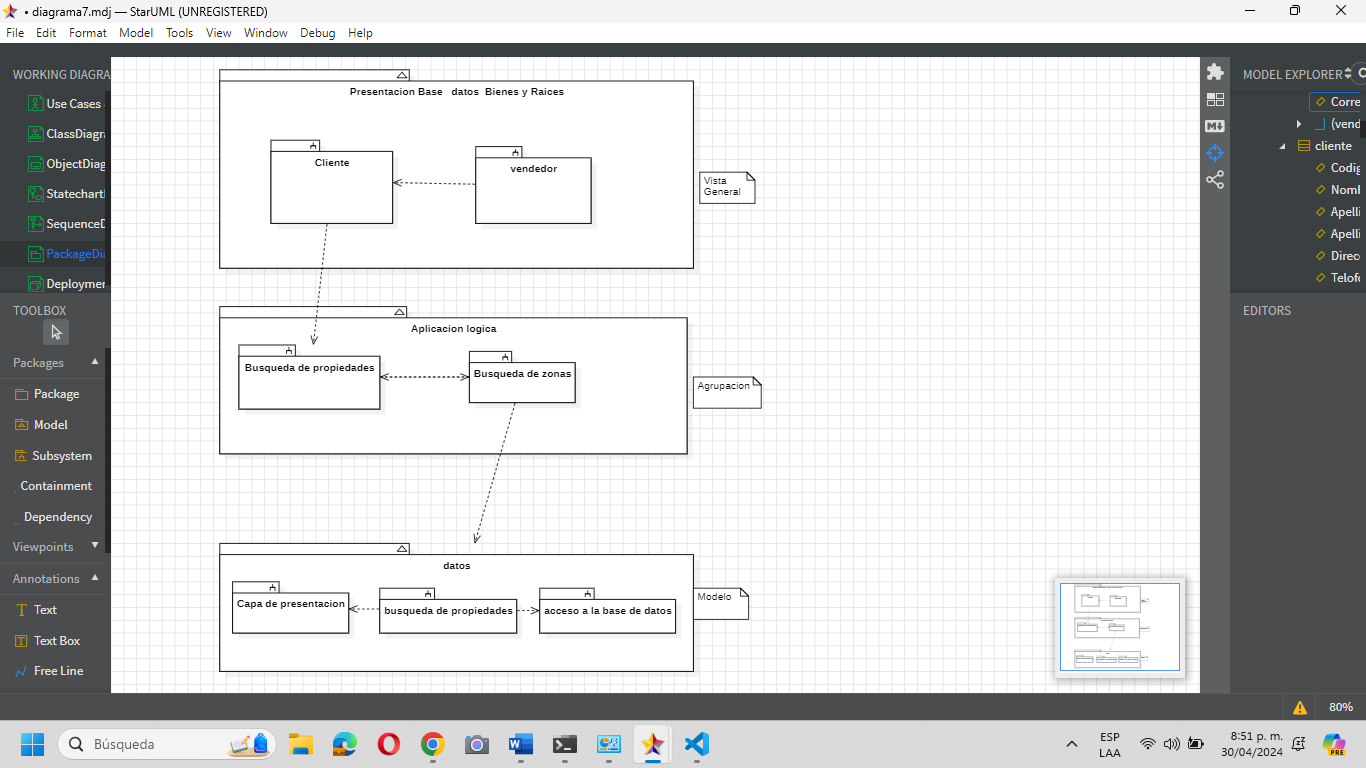 • diagrama7.mdj — StarUML (UNREGISTERED)
File Edit Format Model Tools View Window Debug Help
WORKING DIAGRA
Use Cases
ClassDiagra
ObjectDiag
Statechart
SequenceD
PackageDia
Deploymen
TOOLBOX
Packages
Package
Model
Subsystem
Containment
Dependency
Viewpoints
Annotations
Text
Text Box
Free Line
Presentacion Base datos Bienes y Raices
Cliente
vendedor
Vista
General
Aplicacion logica
Busqueda de propiedades
Busqueda de zonas
Agrupacion
datos
Capa de presentacion
busqueda de propiedades
acceso a la base de datos
Modelo
MODEL EXPLORER
Corre
(vend
cliente
Codig
Noml
Apelli
Apelli
Direc
Telofo
EDITORS
80%
Búsqueda
PRE
ESP
LAA
8:51 p. m.
30/04/2024